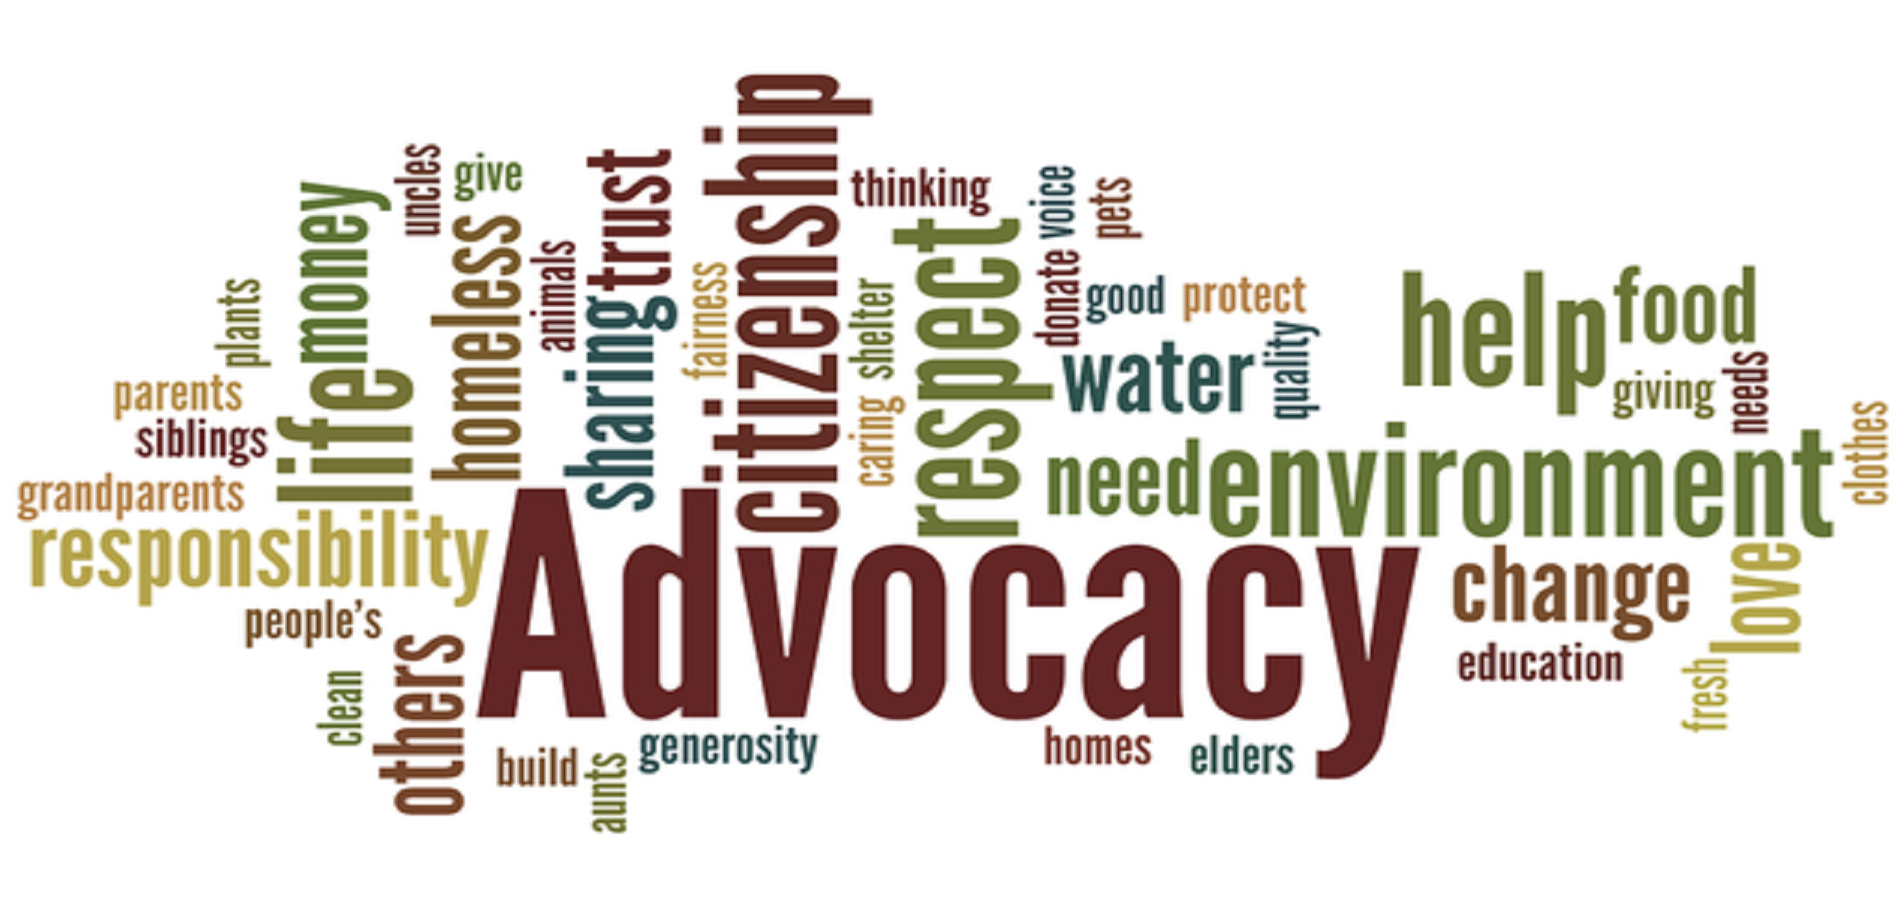 uncles
give
money
homeless
plants
animals
trust
sharing
fairness
citizenship
thinking
voice
pets
shelter
respect
donate
good
protect
help
food
parents
life
caring
water
quality
giving
needs
siblings
clothes
grandparents
need
environment
responsibility
Advocacy
change
love
people's
education
others
clean
fresh
build
aunts
generosity
homes
elders